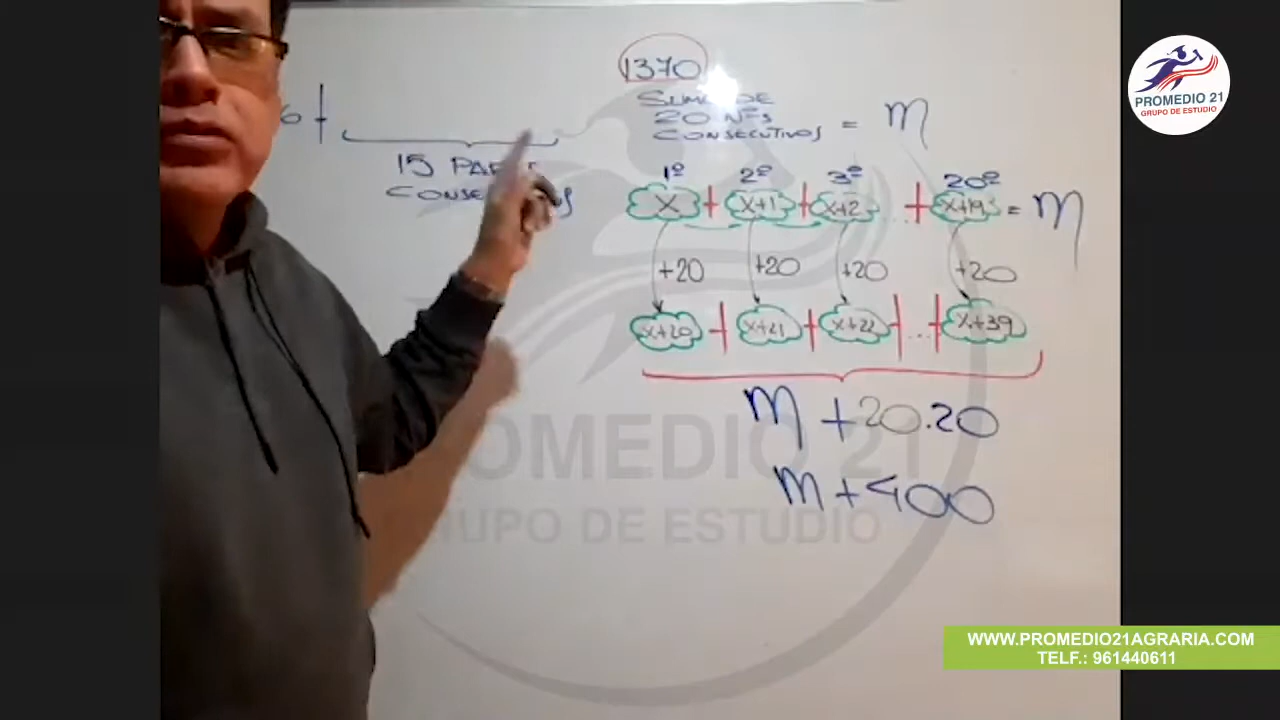 1370
SUMA DE
20 Nºs
CONSECUTIVOS = M
15
1º 2º 3º 20º
X + X+1 + X+2 ... + X+19 = M
+20 +20 +20 +20
X+20 + X+21 + X+22 + ... + X+39
M + 20.20
M + 400
PROMEDIO 21
GRUPO DE ESTUDIO
PROMEDIO 21
GRUPO DE ESTUDIO
WWW.PROMEDIO21AGRARIA.COM
TELF.: 961440611